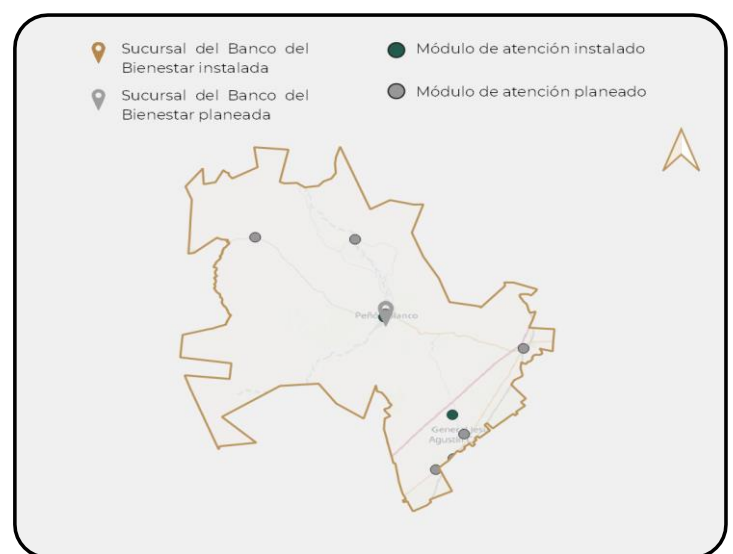 Sucursal del Banco del
Bienestar instalada
Sucursal del Banco del
Bienestar planeada
Módulo de atención instalado
Módulo de atención planeado